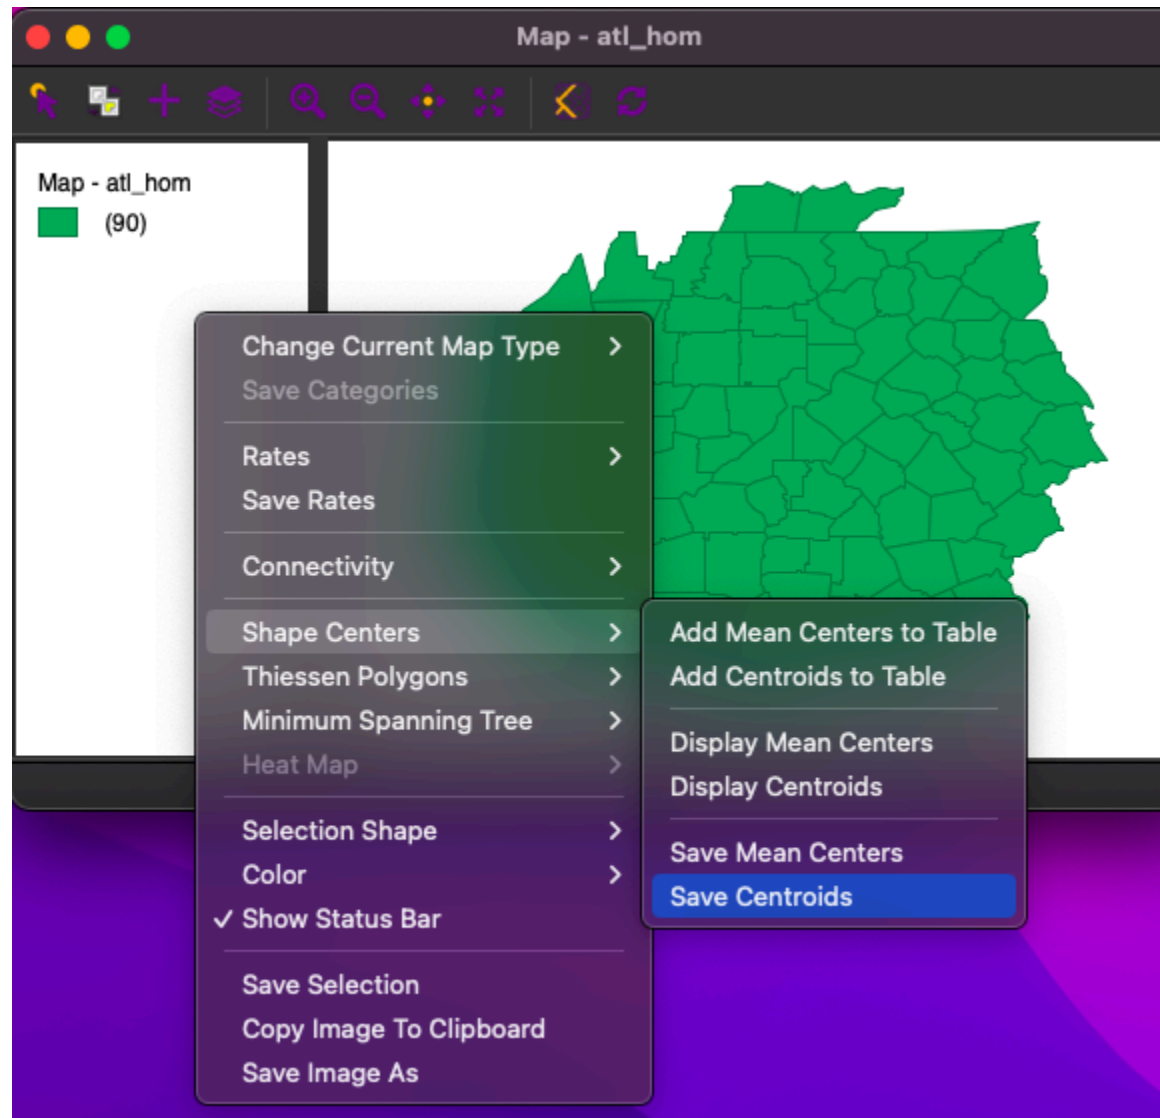 Map - atl_hom
Map - atl_hom
(90)
Change Current Map Type
Save Categories
Rates
Save Rates
Connectivity
Shape Centers
Thiessen Polygons
Minimum Spanning Tree
Heat Map
Selection Shape
Color
Show Status Bar
Save Selection
Copy Image To Clipboard
Save Image As
Add Mean Centers to Table
Add Centroids to Table
Display Mean Centers
Display Centroids
Save Mean Centers
Save Centroids